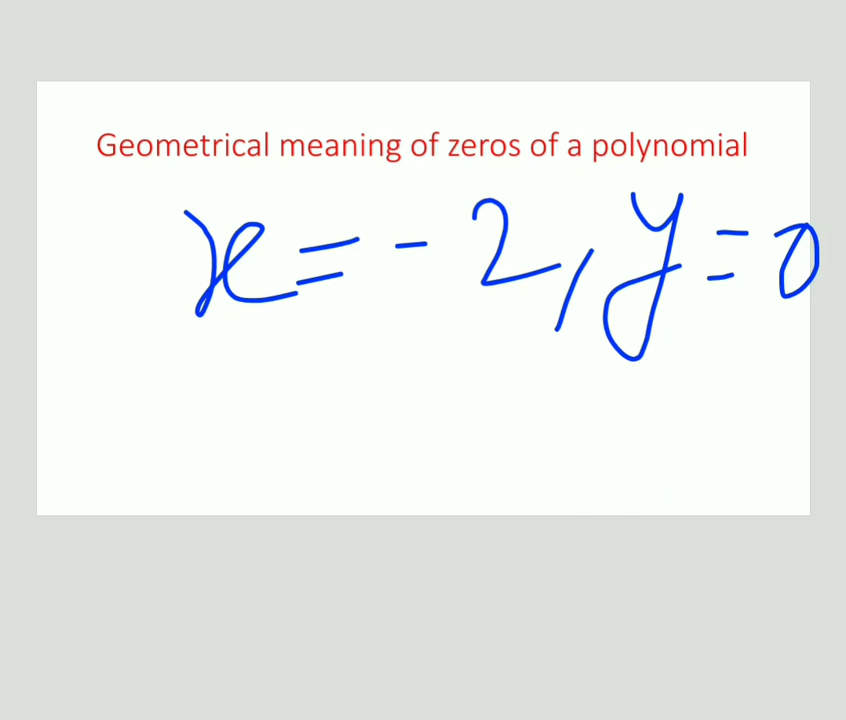 Geometrical meaning of zeros of a polynomial
x = - 2, y = 0